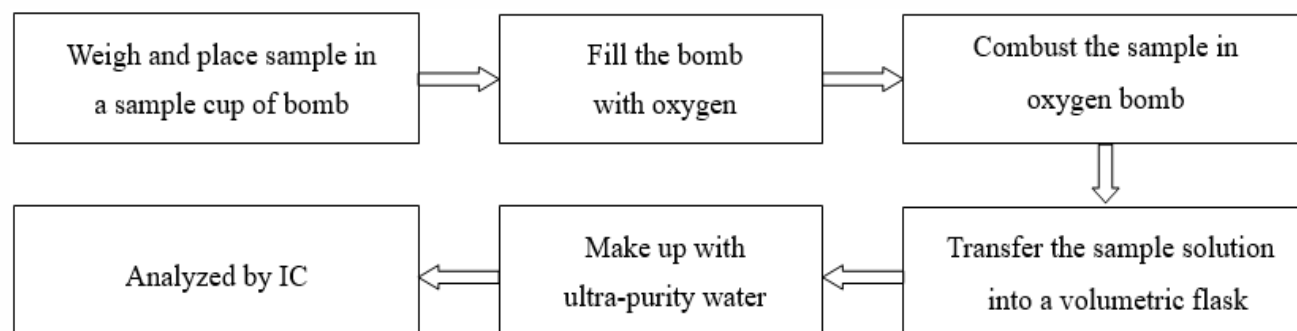 Weigh and place sample in
a sample cup of bomb
Fill the bomb
with oxygen
Combust the sample in
oxygen bomb
Transfer the sample solution
into a volumetric flask
Make up with
ultra-purity water
Analyzed by IC